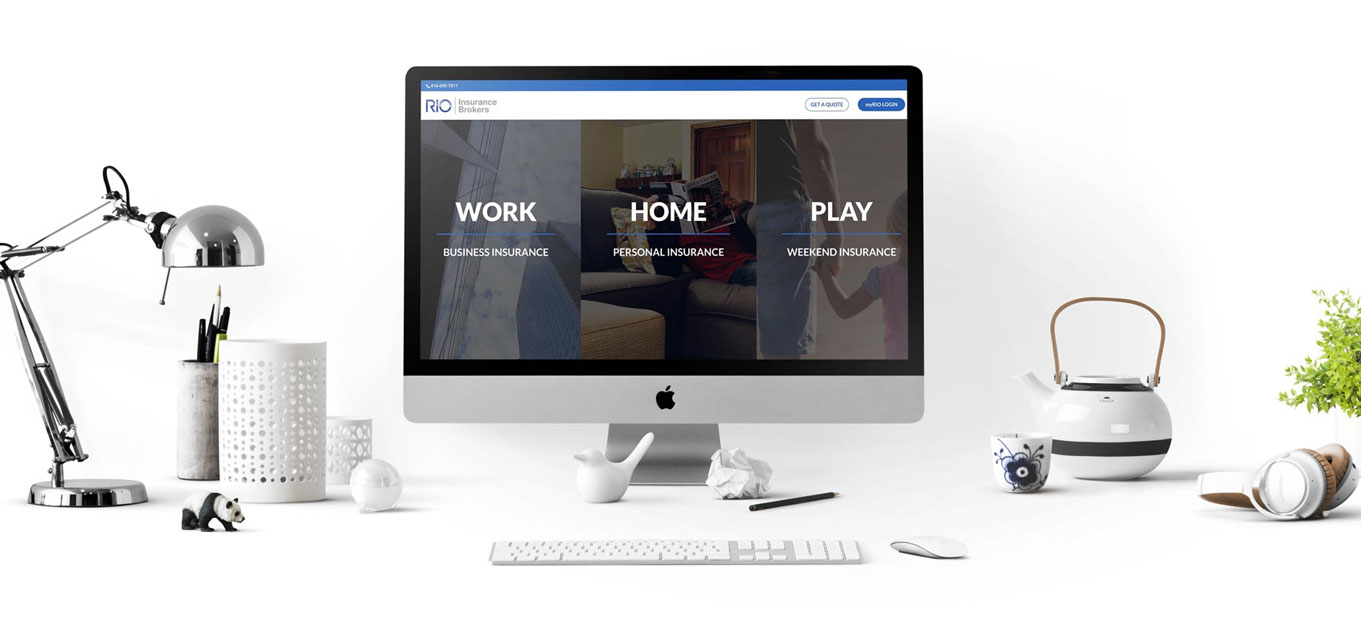 416-695-7011
RIO Insurance
Brokers
GET A QUOTE
myRIO LOGIN
WORK
HOME
PLAY
BUSINESS INSURANCE
PERSONAL INSURANCE
WEEKEND INSURANCE